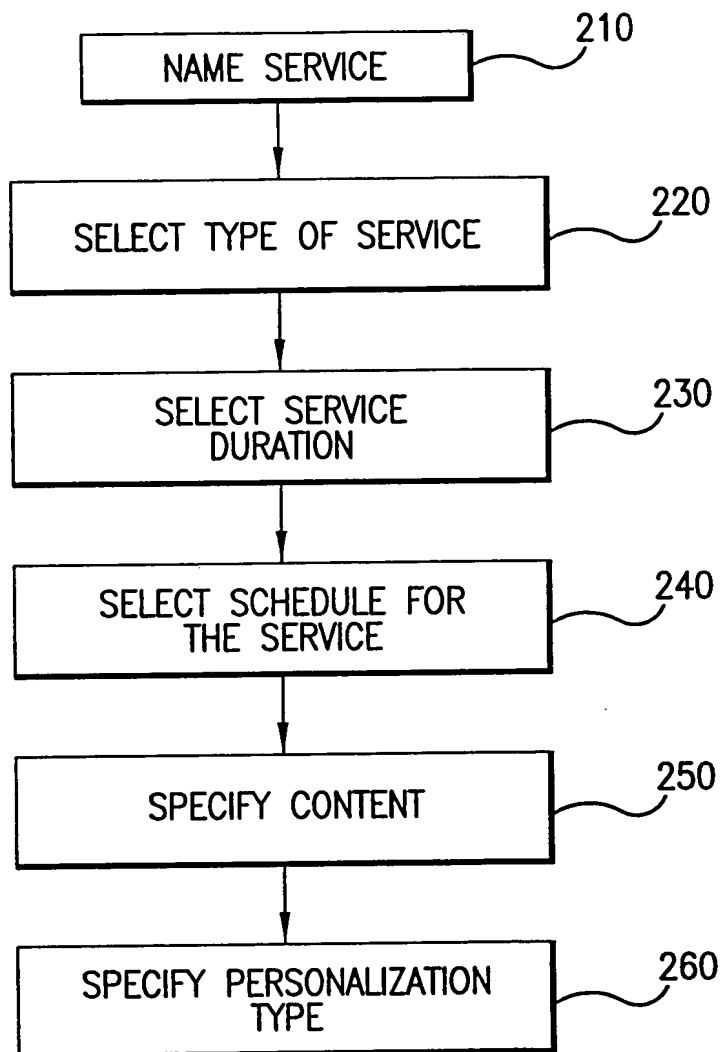 NAME SERVICE
210
SELECT TYPE OF SERVICE
220
SELECT SERVICE
DURATION
230
SELECT SCHEDULE FOR
THE SERVICE
240
SPECIFY CONTENT
250
SPECIFY PERSONALIZATION
TYPE
260